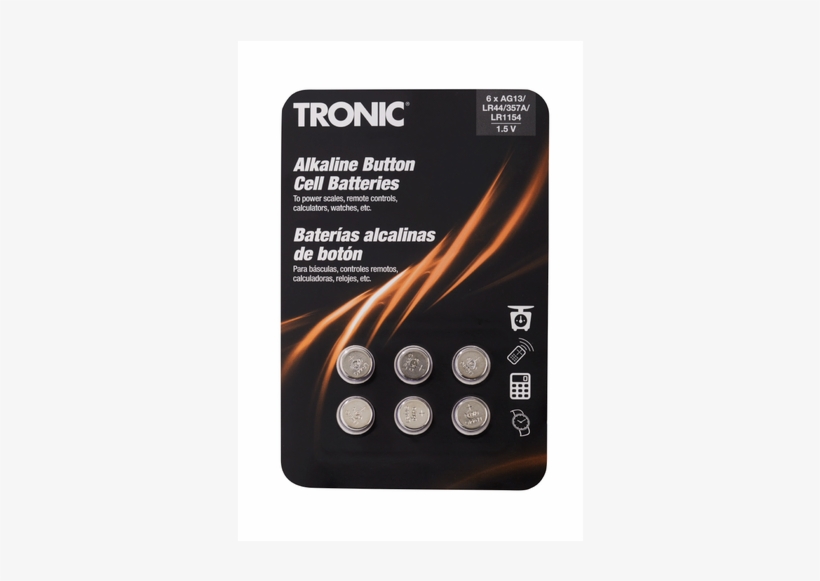 TRONIC®
6 x AG13/
LR44/357A/
LR1154
1.5 V
Alkaline Button
Cell Batteries
To power scales, remote controls,
calculators, watches, etc.
Baterías alcalinas
de botón
Para básculas, controles remotos,
calculadoras, relojes, etc.